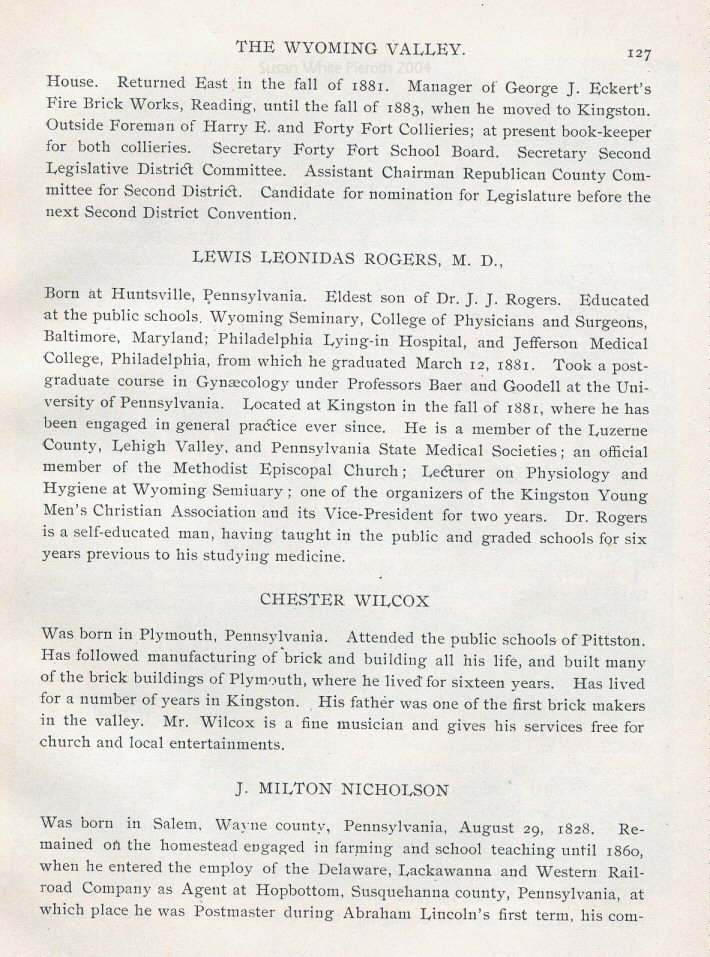 THE WYOMING VALLEY. 127
Susan White Pieroth 2004
House. Returned East in the fall of 1881. Manager of George J. Eckert's
Fire Brick Works, Reading, until the fall of 1883, when he moved to Kingston.
Outside Foreman of Harry E. and Forty Fort Collieries; at present book-keeper
for both collieries. Secretary Forty Fort School Board. Secretary Second
Legislative District Committee. Assistant Chairman Republican County Com-
mittee for Second District. Candidate for nomination for Legislature before the
next Second District Convention.
LEWIS LEONIDAS ROGERS, M. D.,
Born at Huntsville, Pennsylvania. Eldest son of Dr. J. J. Rogers. Educated
at the public schools, Wyoming Seminary, College of Physicians and Surgeons,
Baltimore, Maryland; Philadelphia Lying-in Hospital, and Jefferson Medical
College, Philadelphia, from which he graduated March 12, 1881. Took a post-
graduate course in Gynæcology under Professors Baer and Goodell at the Uni-
versity of Pennsylvania. Located at Kingston in the fall of 1881, where he has
been engaged in general practice ever since. He is a member of the Luzerne
County, Lehigh Valley, and Pennsylvania State Medical Societies; an official
member of the Methodist Episcopal Church; Lecturer on Physiology and
Hygiene at Wyoming Semiuary; one of the organizers of the Kingston Young
Men's Christian Association and its Vice-President for two years. Dr. Rogers
is a self-educated man, having taught in the public and graded schools for six
years previous to his studying medicine.
CHESTER WILCOX
Was born in Plymouth, Pennsylvania. Attended the public schools of Pittston.
Has followed manufacturing of brick and building all his life, and built many
of the brick buildings of Plymouth, where he lived for sixteen years. Has lived
for a number of years in Kingston. His father was one of the first brick makers
in the valley. Mr. Wilcox is a fine musician and gives his services free for
church and local entertainments.
J. MILTON NICHOLSON
Was born in Salem, Wayne county, Pennsylvania, August 29, 1828. Re-
mained on the homestead engaged in farming and school teaching until 1860,
when he entered the employ of the Delaware, Lackawanna and Western Rail-
road Company as Agent at Hopbottom, Susquehanna county, Pennsylvania, at
which place he was Postmaster during Abraham Lincoln's first term, his com-